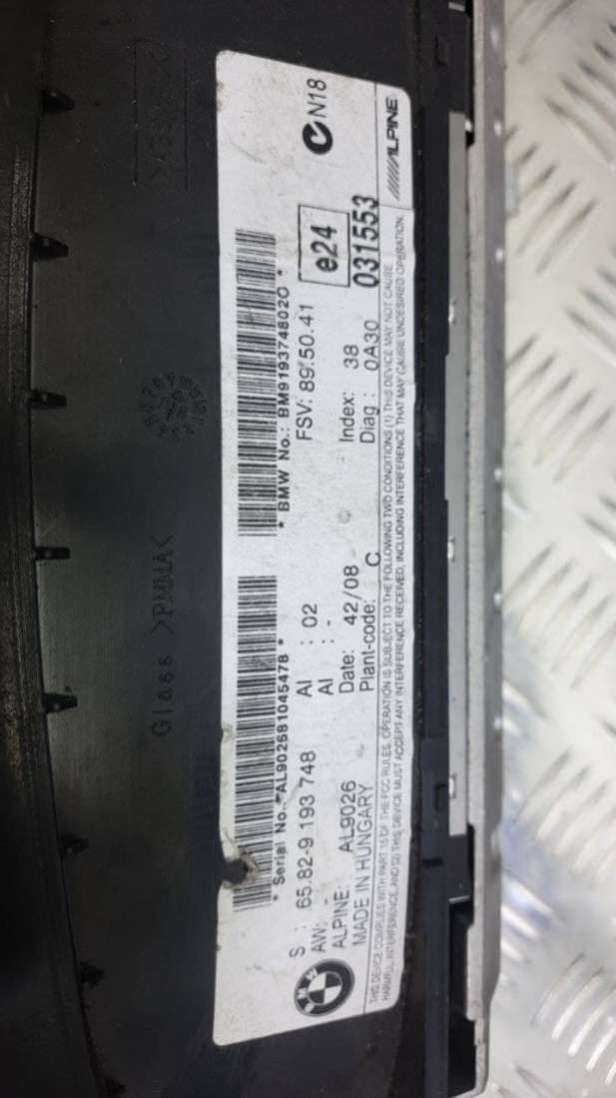 Glass >PMMA<
* Serial No.: AL902681045478 *
* BMW No.: BM919374802O *
S : 65.82-9 193 748
AI : 02
FSV: 89.50.41
AW: -
AI : -
ALPINE: AL9026
Date: 42/08
Index: 38
MADE IN HUNGARY
Plant-code: C
Diag : 0A30
e24
031553
N18
ALPINE
THIS DEVICE COMPLIES WITH PART 15 OF THE FCC RULES. OPERATION IS SUBJECT TO THE FOLLOWING TWO CONDITIONS (1) THIS DEVICE MAY NOT CAUSE
HARMFUL INTERFERENCE, AND (2) THIS DEVICE MUST ACCEPT ANY INTERFERENCE RECEIVED, INCLUDING INTERFERENCE THAT MAY CAUSE UNDESIRED OPERATION.
BMW